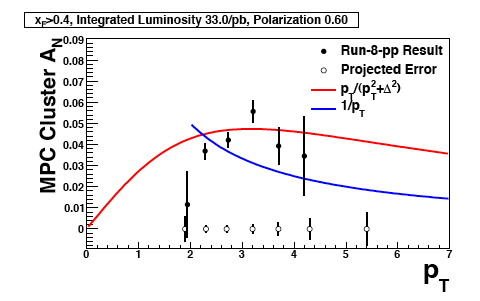 x_F>0.4, Integrated Luminosity 33.0/pb, Polarization 0.60
MPC Cluster A_N
0.09
0.08
0.07
0.06
0.05
0.04
0.03
0.02
0.01
0
Run-8-pp Result
Projected Error
p_T/(p_T^2+Δ^2)
1/p_T
0 1 2 3 4 5 6 7
p_T